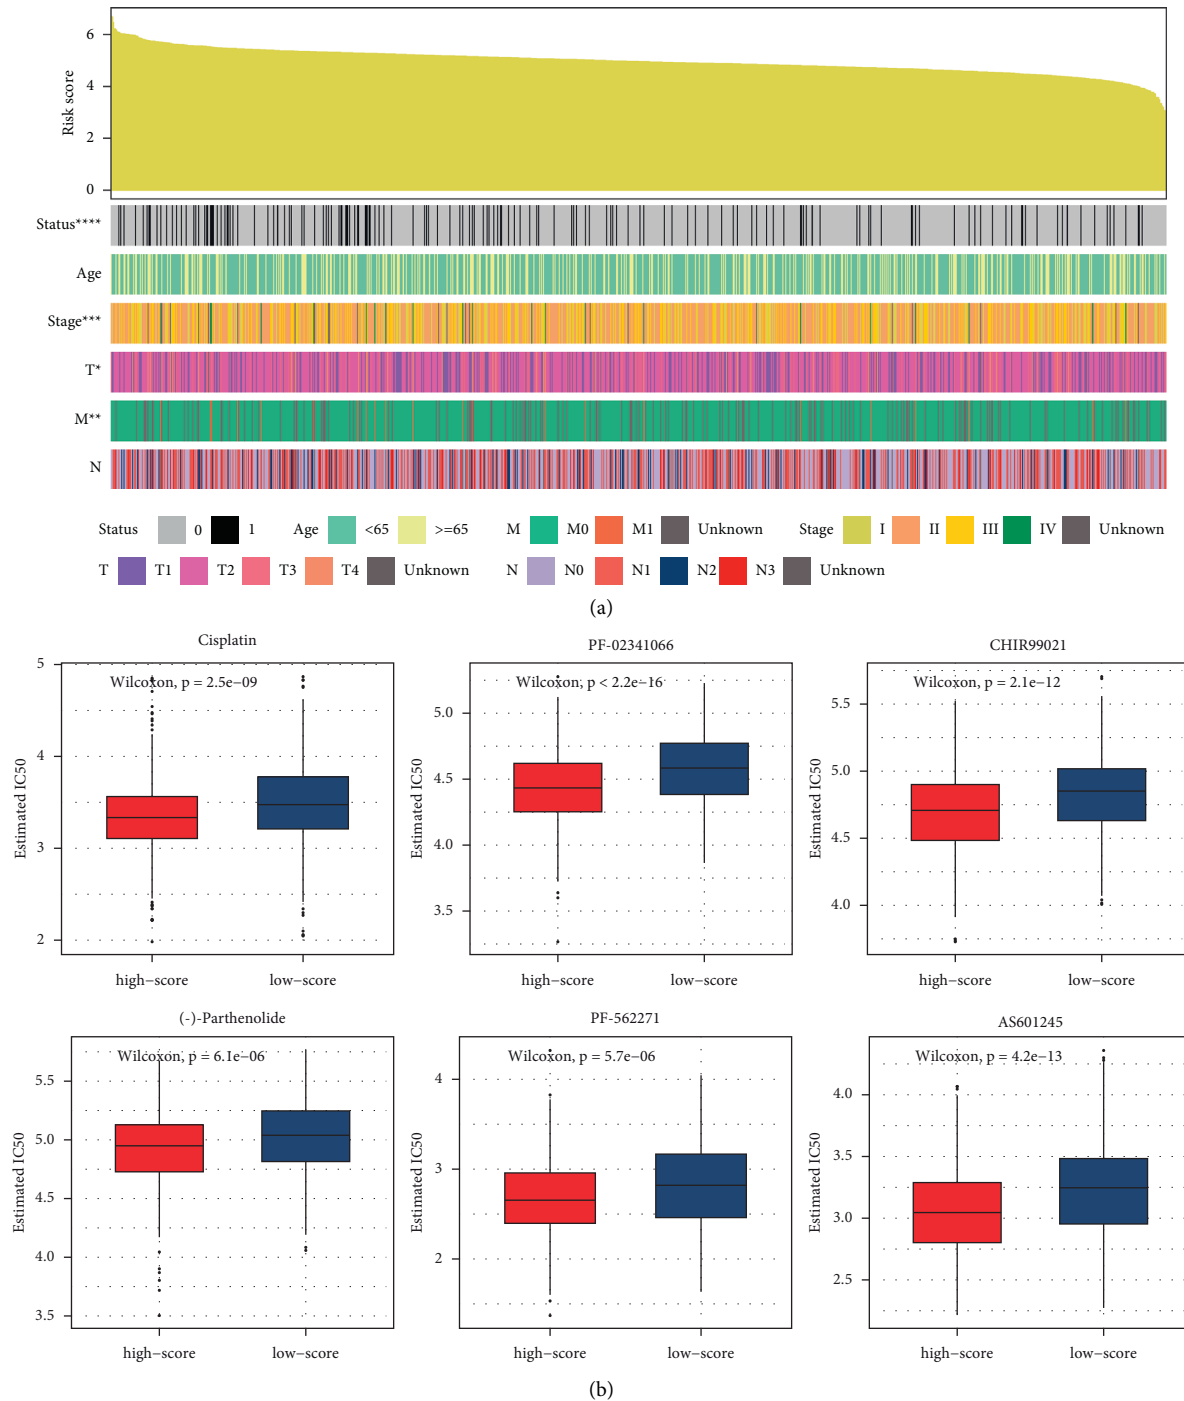 6
4
2
0
Risk score
Status****
Age
Stage***
T*
M**
N
Status 0 1 Age <65 >=65 M M0 M1 Unknown Stage I II III IV Unknown
T T1 T2 T3 T4 Unknown N N0 N1 N2 N3 Unknown
(a)
Cisplatin
Wilcoxon, p = 2.5e−09
Estimated IC50
5
4
3
2
high−score low−score
PF-02341066
Wilcoxon, p < 2.2e−16
Estimated IC50
5.0
4.5
4.0
3.5
high−score low−score
CHIR99021
Wilcoxon, p = 2.1e−12
Estimated IC50
5.5
5.0
4.5
4.0
high−score low−score
(-)-Parthenolide
Wilcoxon, p = 6.1e−06
Estimated IC50
5.5
5.0
4.5
4.0
3.5
high−score low−score
PF-562271
Wilcoxon, p = 5.7e−06
Estimated IC50
4
3
2
high−score low−score
AS601245
Wilcoxon, p = 4.2e−13
Estimated IC50
4.0
3.5
3.0
2.5
high−score low−score
(b)